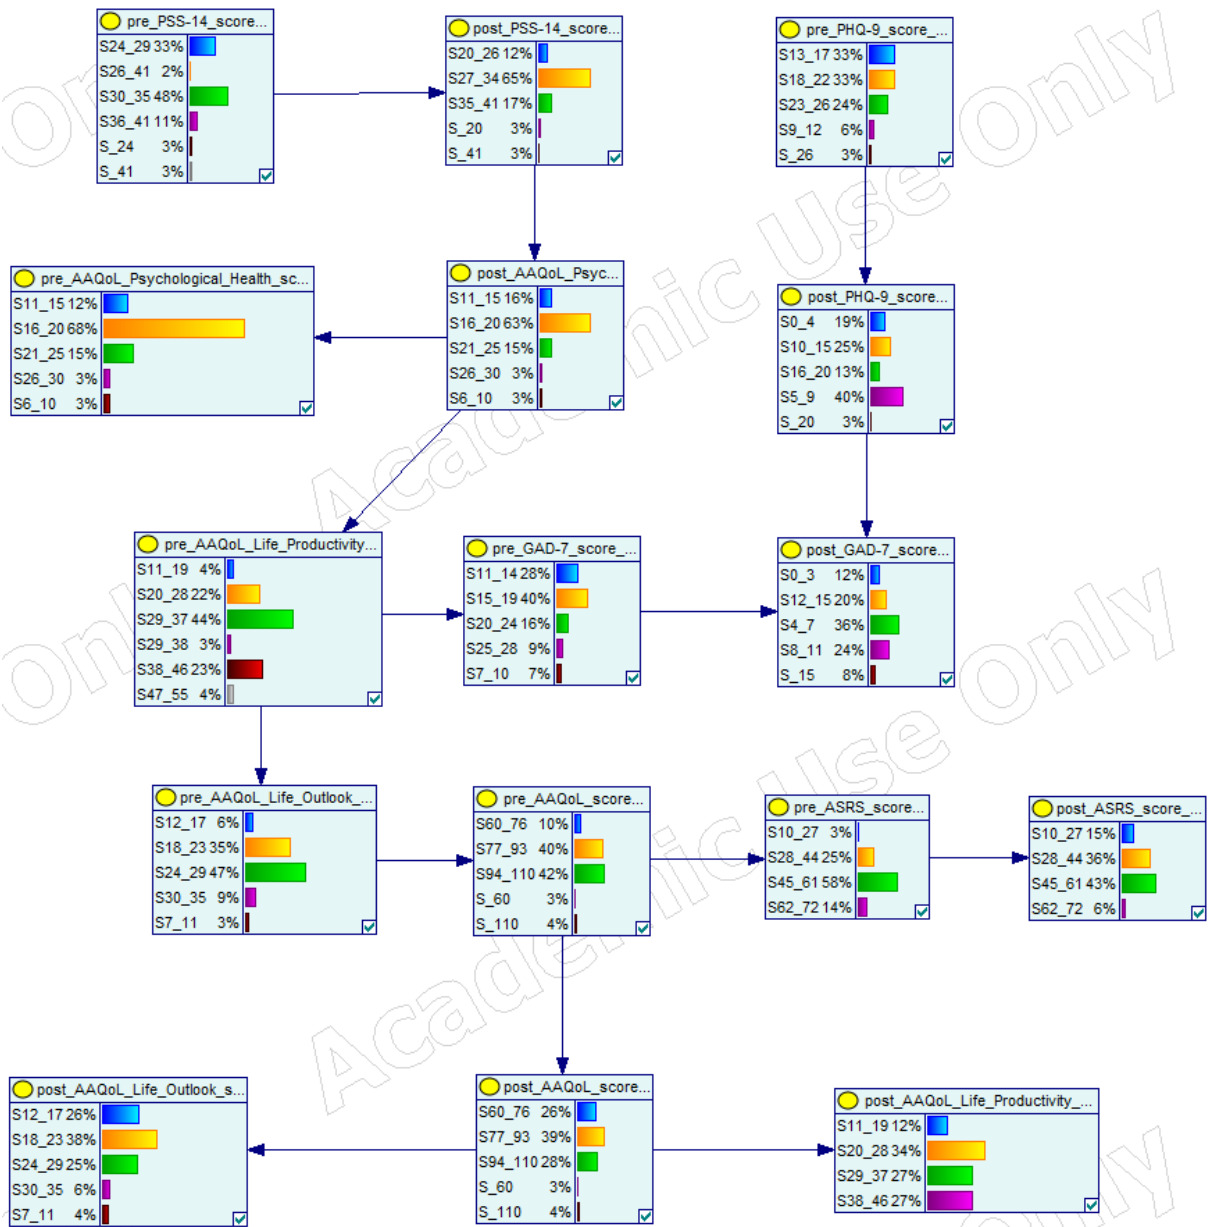 pre_PSS-14_score...
S24_29 33%
S26_41 2%
S30_35 48%
S36_41 11%
S_24 3%
S_41 3%
post_PSS-14_score...
S20_26 12%
S27_34 65%
S35_41 17%
S_20 3%
S_41 3%
pre_PHQ-9_score_...
S13_17 33%
S18_22 33%
S23_26 24%
S9_12 6%
S_26 3%
pre_AAQoL_Psychological_Health_sc...
S11_15 12%
S16_20 68%
S21_25 15%
S26_30 3%
S6_10 3%
post_AAQoL_Psyc...
S11_15 16%
S16_20 63%
S21_25 15%
S26_30 3%
S6_10 3%
post_PHQ-9_score...
S0_4 19%
S10_15 25%
S16_20 13%
S5_9 40%
S_20 3%
pre_AAQoL_Life_Productivity...
S11_19 4%
S20_28 22%
S29_37 44%
S29_38 3%
S38_46 23%
S47_55 4%
pre_GAD-7_score_...
S11_14 28%
S15_19 40%
S20_24 16%
S25_28 9%
S7_10 7%
post_GAD-7_score...
S0_3 12%
S12_15 20%
S4_7 36%
S8_11 24%
S_15 8%
pre_AAQoL_Life_Outlook_...
S12_17 6%
S18_23 35%
S24_29 47%
S30_35 9%
S7_11 3%
pre_AAQoL_score...
S60_76 10%
S77_93 40%
S94_110 42%
S_60 3%
S_110 4%
pre_ASRS_score...
S10_27 3%
S28_44 25%
S45_61 58%
S62_72 14%
post_ASRS_score_...
S10_27 15%
S28_44 36%
S45_61 43%
S62_72 6%
post_AAQoL_Life_Outlook_s...
S12_17 26%
S18_23 38%
S24_29 25%
S30_35 6%
S7_11 4%
post_AAQoL_score...
S60_76 26%
S77_93 39%
S94_110 28%
S_60 3%
S_110 4%
post_AAQoL_Life_Productivity_...
S11_19 12%
S20_28 34%
S29_37 27%
S38_46 27%
Academic Use Only
Academic Use Only
Only
Only